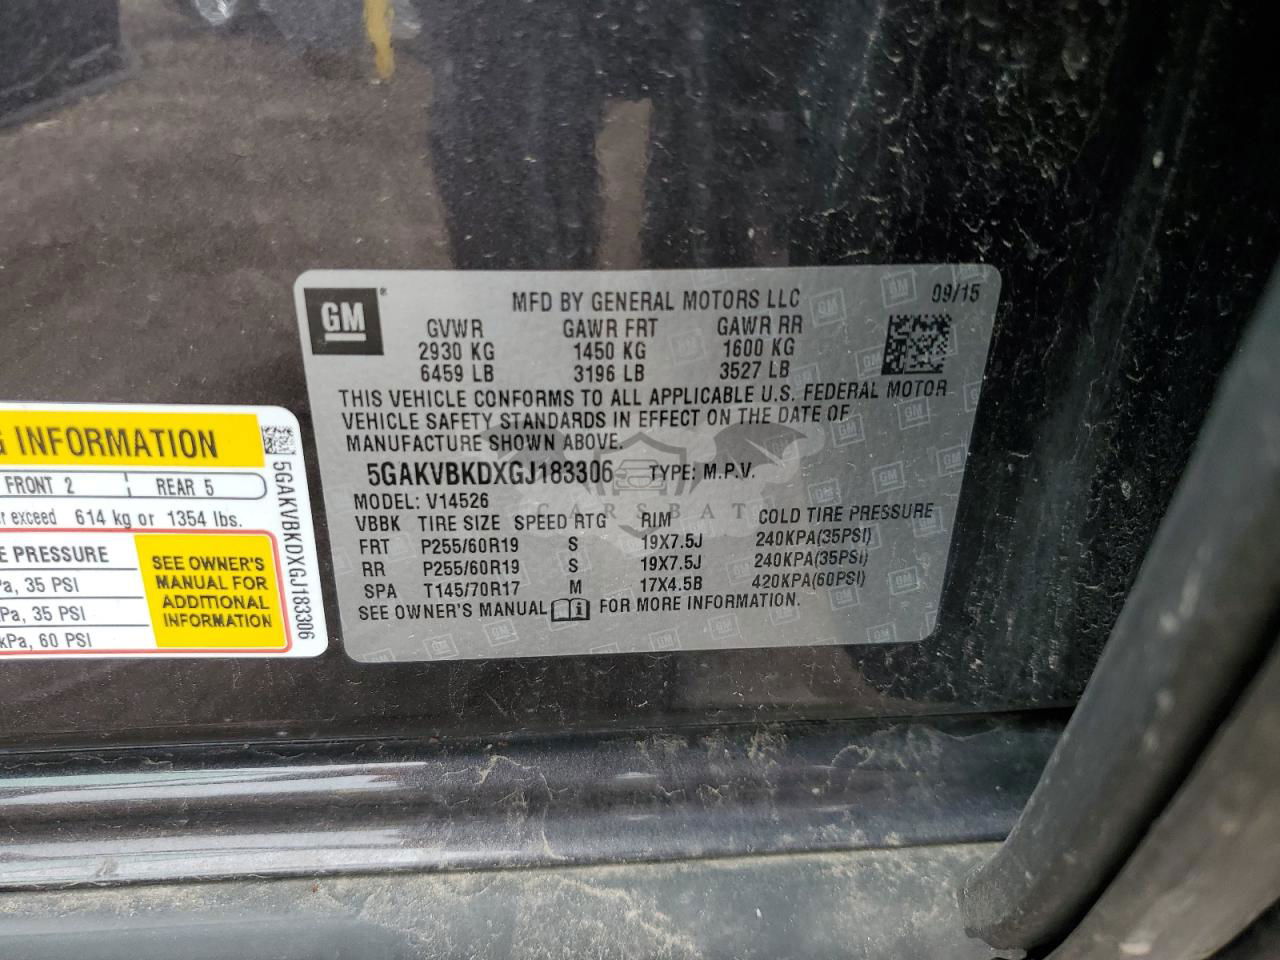 GM
MFD BY GENERAL MOTORS LLC 09/15
GVWR GAWR FRT GAWR RR
2930 KG 1450 KG 1600 KG
6459 LB 3196 LB 3527 LB
THIS VEHICLE CONFORMS TO ALL APPLICABLE U.S. FEDERAL MOTOR
VEHICLE SAFETY STANDARDS IN EFFECT ON THE DATE OF
MANUFACTURE SHOWN ABOVE.
5GAKVBKDXGJ183306 TYPE: M.P.V.
MODEL: V14526
VBBK TIRE SIZE SPEED RTG RIM COLD TIRE PRESSURE
FRT P255/60R19 S 19X7.5J 240KPA(35PSI)
RR P255/60R19 S 19X7.5J 240KPA(35PSI)
SPA T145/70R17 M 17X4.5B 420KPA(60PSI)
SEE OWNER'S MANUAL FOR MORE INFORMATION.
CARSBAT
G INFORMATION
FRONT 2 REAR 5
exceed 614 kg or 1354 lbs.
E PRESSURE
Pa, 35 PSI
kPa, 35 PSI
kPa, 60 PSI
SEE OWNER'S
MANUAL FOR
ADDITIONAL
INFORMATION
5GAKVBKDXGJ183306